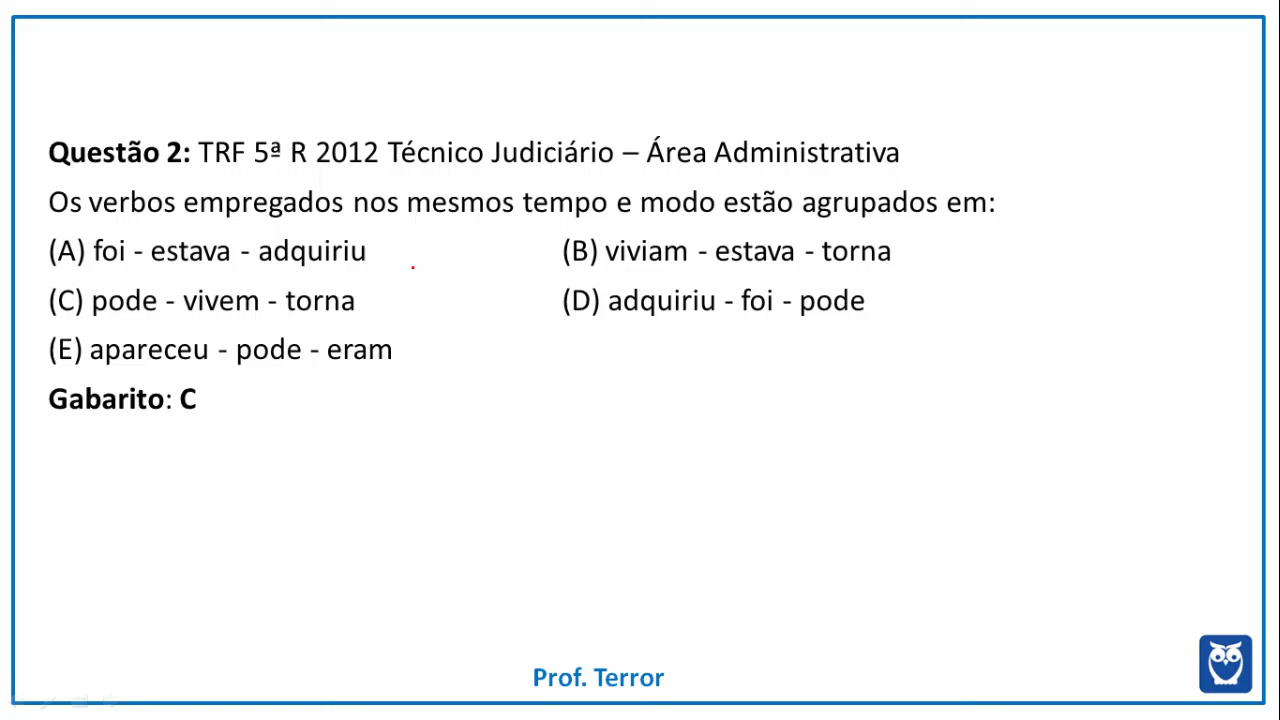 Questão 2: TRF 5ª R 2012 Técnico Judiciário – Área Administrativa
Os verbos empregados nos mesmos tempo e modo estão agrupados em:
(A) foi - estava - adquiriu (B) viviam - estava - torna
(C) pode - vivem - torna (D) adquiriu - foi - pode
(E) apareceu - pode - eram
Gabarito: C
Prof. Terror